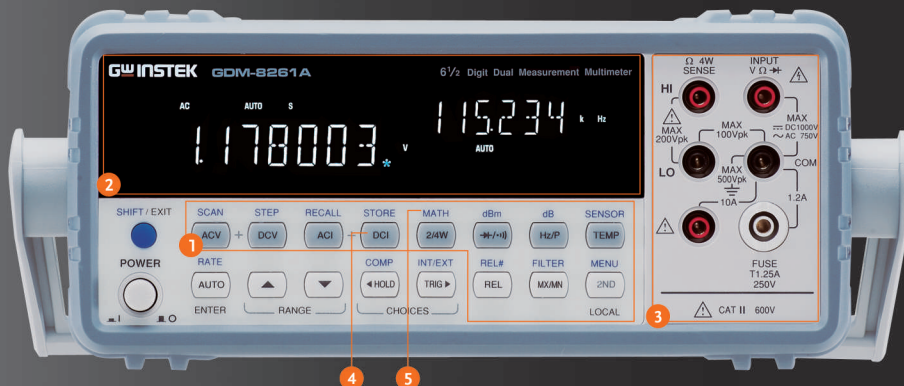 GWINSTEK GDM-8261A
6½ Digit Dual Measurement Multimeter
AC AUTO S
1.178003 V *
115.234 k Hz
AUTO
2
SHIFT / EXIT
POWER
I O
1
SCAN STEP RECALL STORE MATH dBm dB SENSOR
ACV + DCV ACI + DCI 2/4W Hz/P TEMP
RATE COMP INT/EXT REL# FILTER MENU
AUTO ◀ HOLD TRIG ▶ REL MX/MN 2ND
ENTER RANGE CHOICES LOCAL
Ω 4W SENSE
INPUT
V Ω
HI
MAX 200Vpk
MAX 100Vpk
MAX
DC1000V
AC 750V
LO
MAX 500Vpk
COM
10A
1.2A
FUSE
T1.25A
250V
CAT II 600V
3
4
5